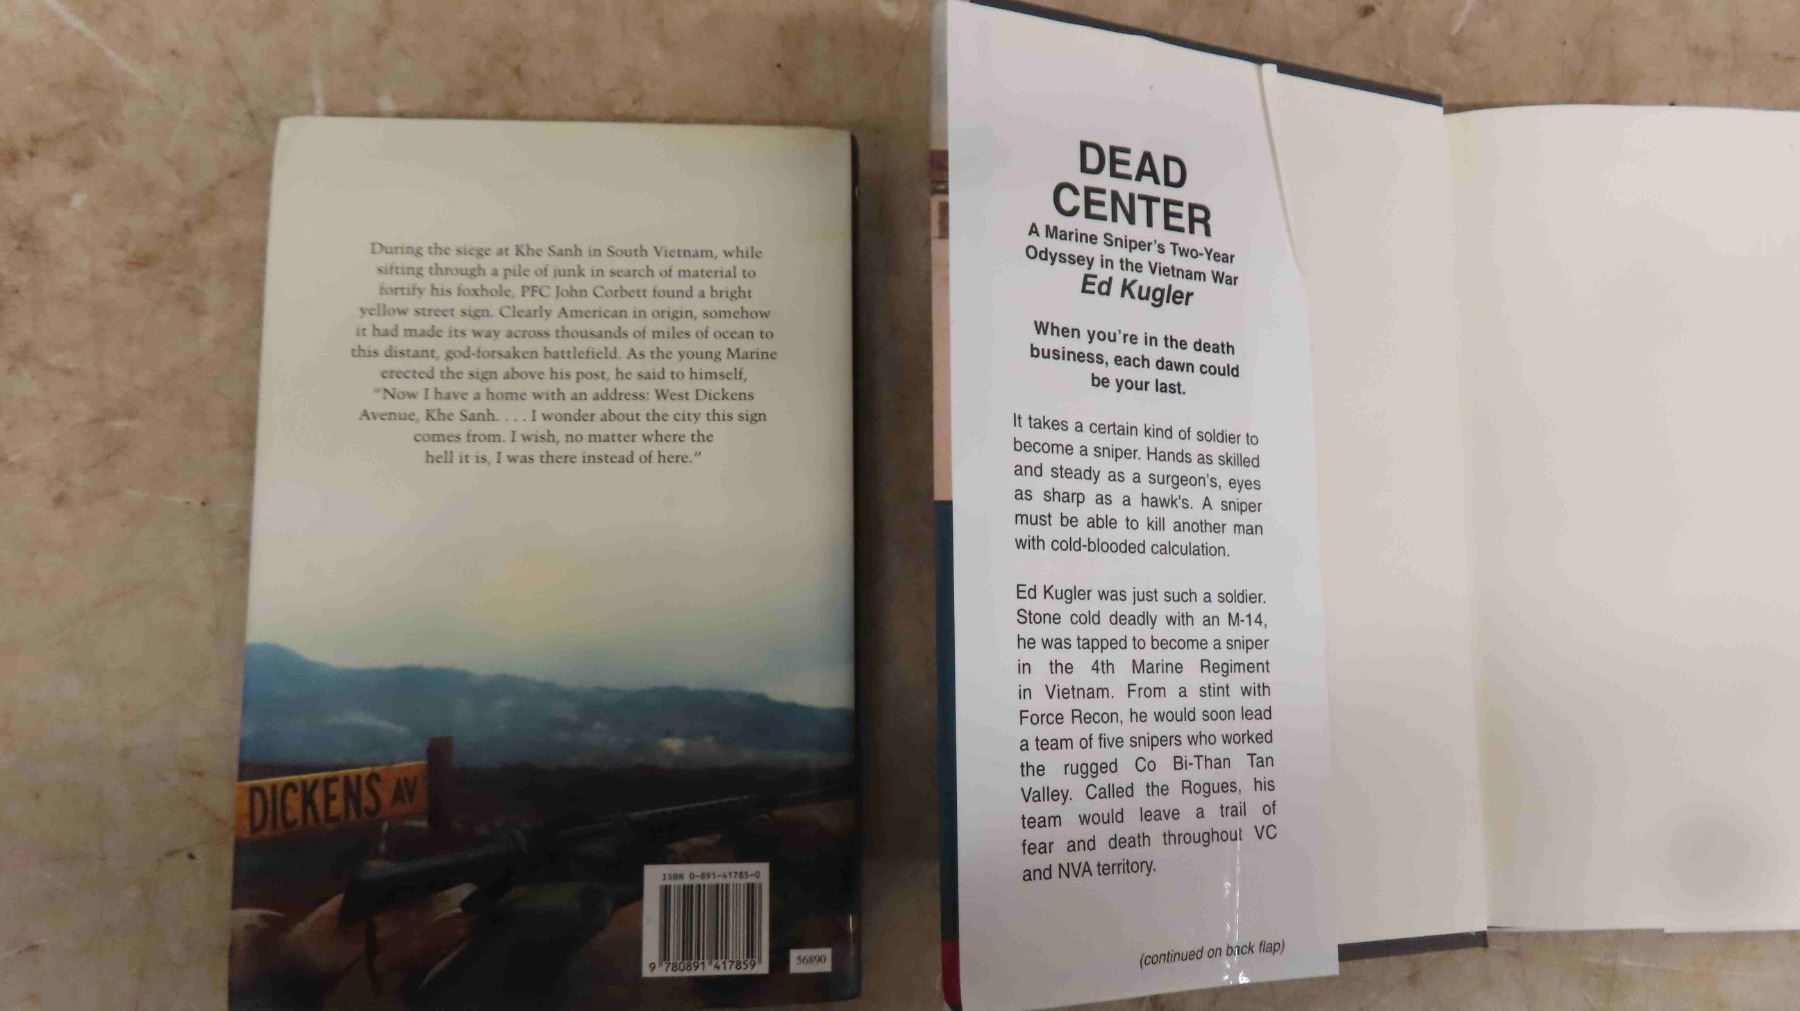 During the siege at Khe Sanh in South Vietnam, while
sifting through a pile of junk in search of material to
fortify his foxhole, PFC John Corbett found a bright
yellow street sign. Clearly American in origin, somehow
it had made its way across thousands of miles of ocean to
this distant, god-forsaken battlefield. As the young Marine
erected the sign above his post, he said to himself,
“Now I have a home with an address: West Dickens
Avenue, Khe Sanh. . . . I wonder about the city this sign
comes from. I wish, no matter where the
hell it is, I was there instead of here.”
DICKENS AV
ISBN 0-891-41785-0
9 780891 417859
56890
DEAD
CENTER
A Marine Sniper's Two-Year
Odyssey in the Vietnam War
Ed Kugler
When you're in the death
business, each dawn could
be your last.
It takes a certain kind of soldier to
become a sniper. Hands as skilled
and steady as a surgeon's, eyes
as sharp as a hawk's. A sniper
must be able to kill another man
with cold-blooded calculation.
Ed Kugler was just such a soldier.
Stone cold deadly with an M-14,
he was tapped to become a sniper
in the 4th Marine Regiment
in Vietnam. From a stint with
Force Recon, he would soon lead
a team of five snipers who worked
the rugged Co Bi-Than Tan
Valley. Called the Rogues, his
team would leave a trail of
fear and death throughout VC
and NVA territory.
(continued on back flap)